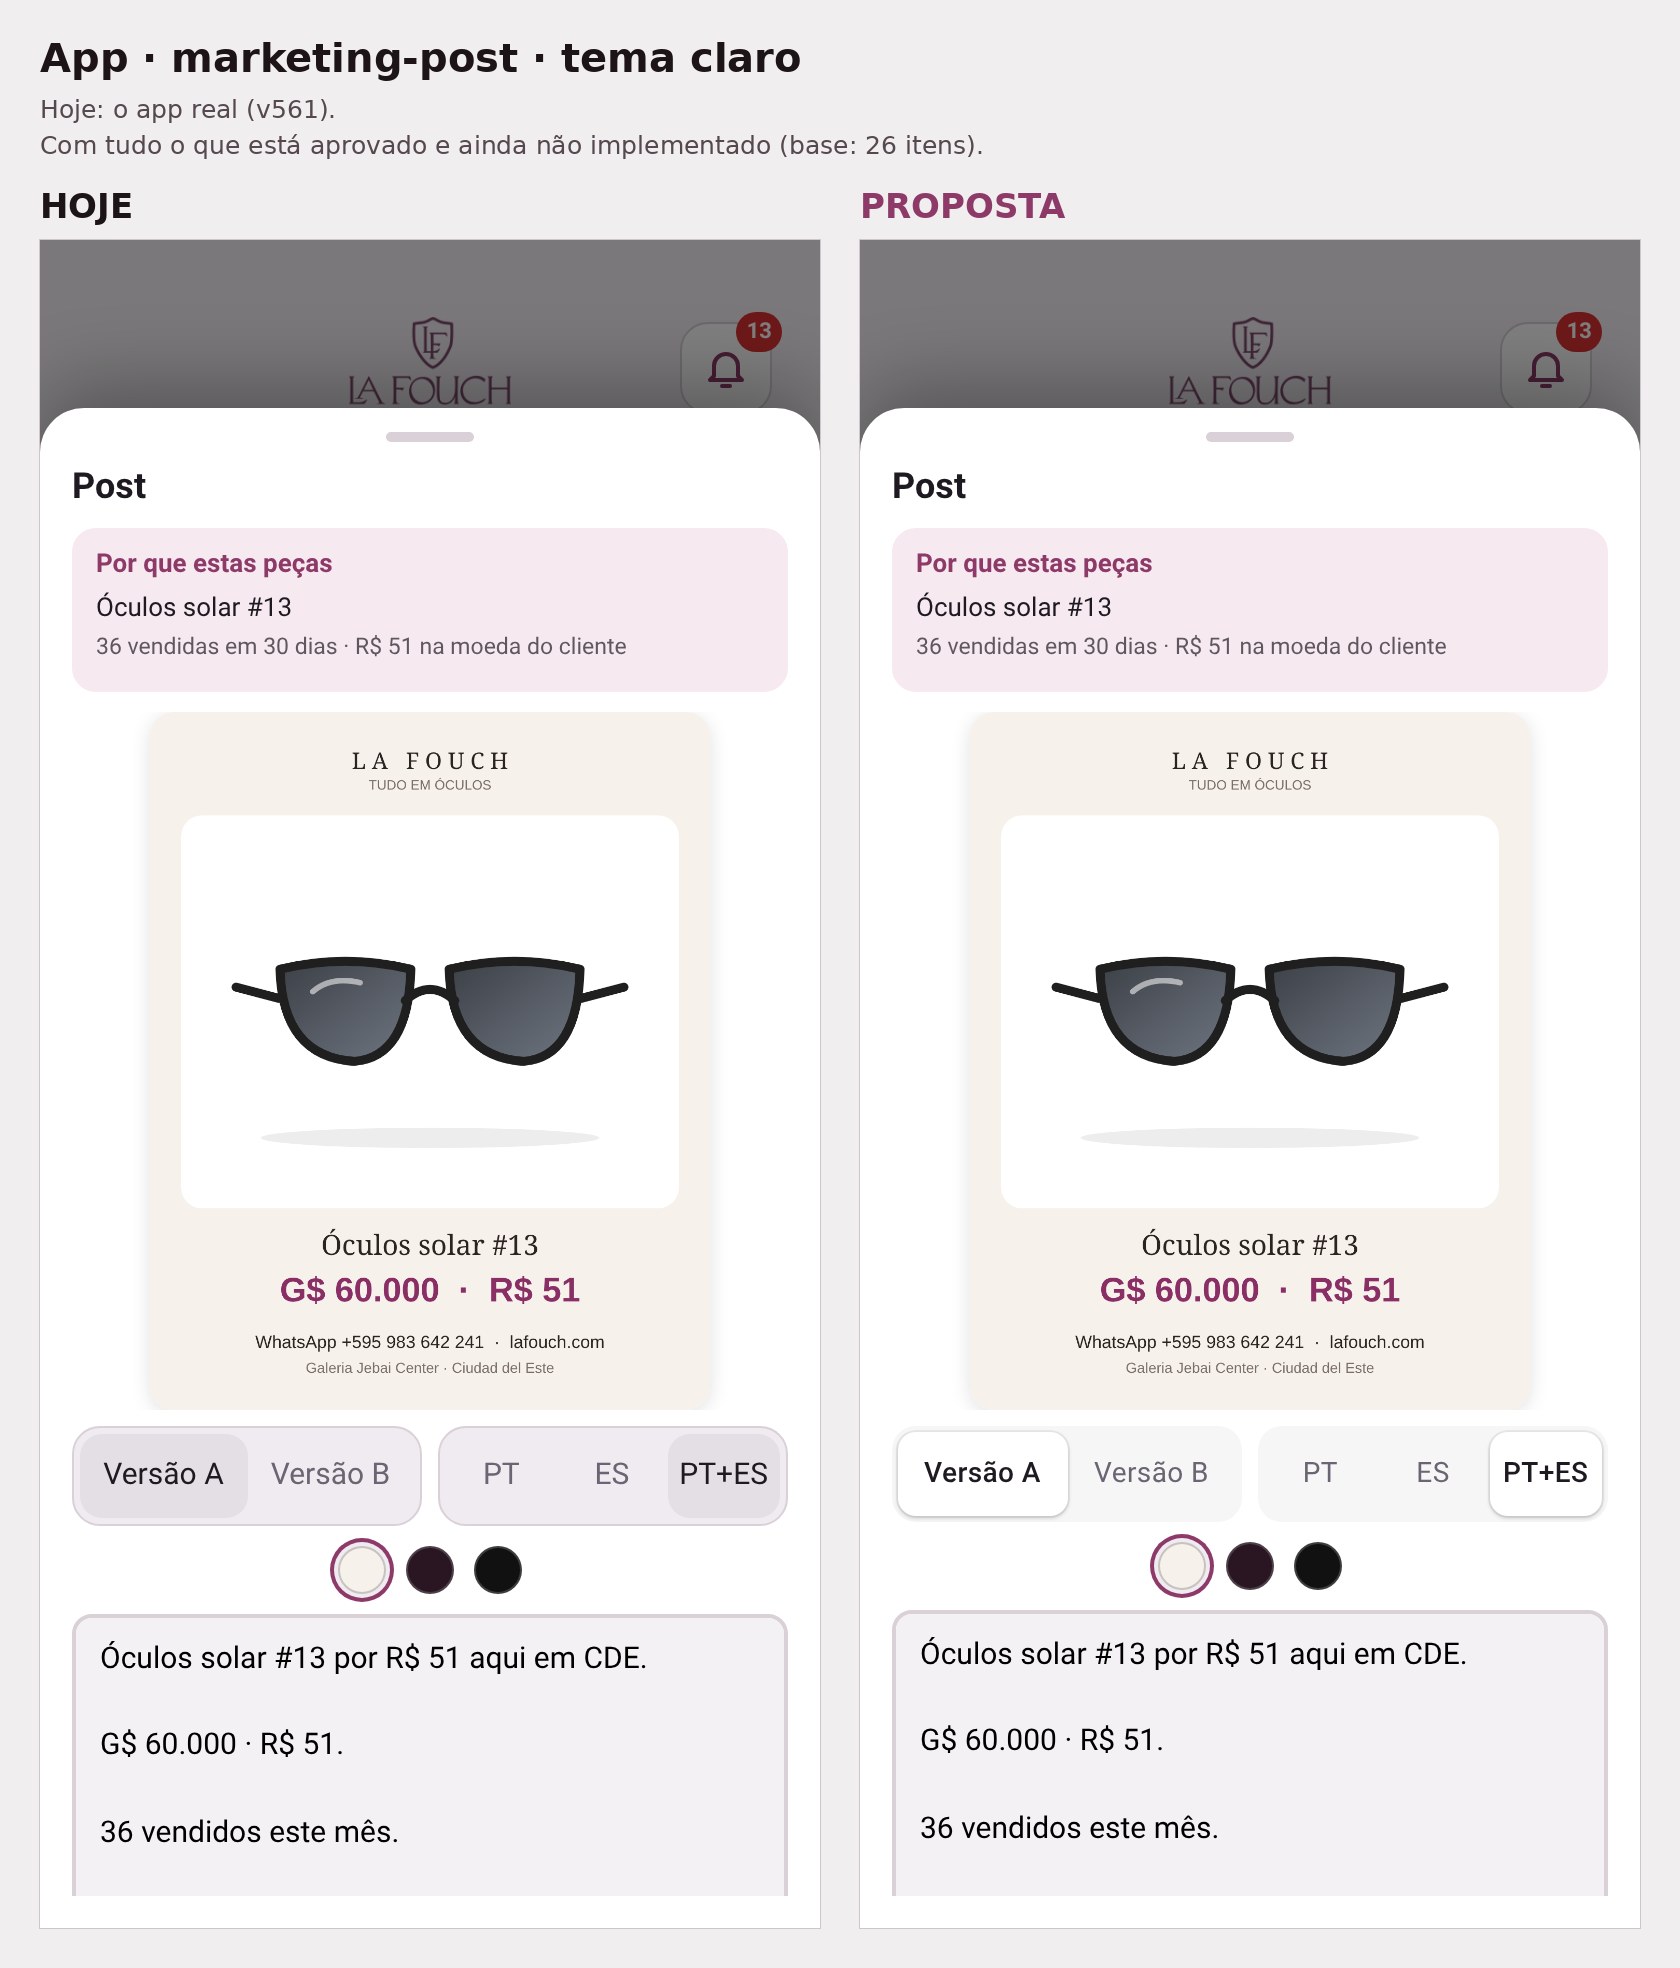 App · marketing-post · tema claro
Hoje: o app real (v561).
Com tudo o que está aprovado e ainda não implementado (base: 26 itens).
HOJE
13
LF
LA FOUCH
Post
Por que estas peças
Óculos solar #13
36 vendidas em 30 dias · R$ 51 na moeda do cliente
LA FOUCH
TUDO EM ÓCULOS
Óculos solar #13
G$ 60.000 · R$ 51
WhatsApp +595 983 642 241 · lafouch.com
Galeria Jebai Center · Ciudad del Este
Versão A Versão B PT ES PT+ES
Óculos solar #13 por R$ 51 aqui em CDE.
G$ 60.000 · R$ 51.
36 vendidos este mês.
PROPOSTA
13
LF
LA FOUCH
Post
Por que estas peças
Óculos solar #13
36 vendidas em 30 dias · R$ 51 na moeda do cliente
LA FOUCH
TUDO EM ÓCULOS
Óculos solar #13
G$ 60.000 · R$ 51
WhatsApp +595 983 642 241 · lafouch.com
Galeria Jebai Center · Ciudad del Este
Versão A Versão B PT ES PT+ES
Óculos solar #13 por R$ 51 aqui em CDE.
G$ 60.000 · R$ 51.
36 vendidos este mês.